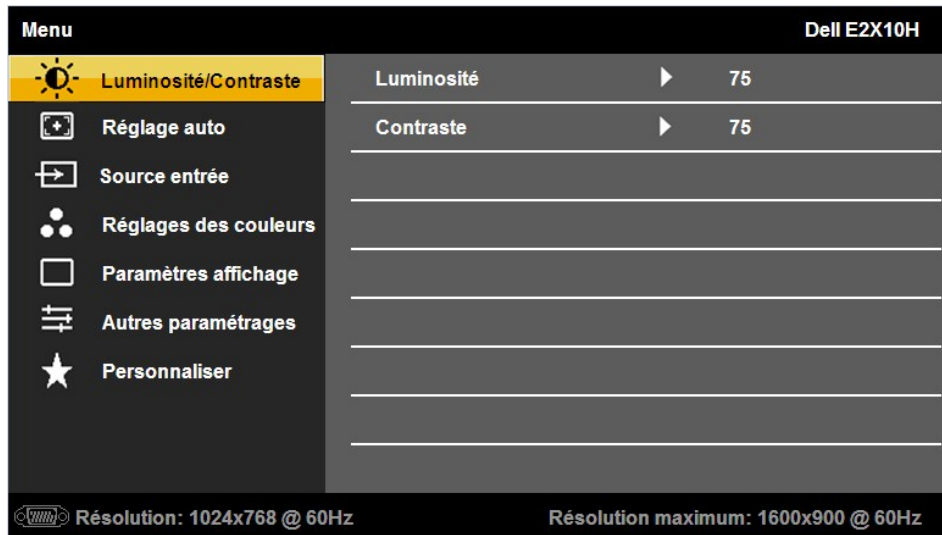 Menu Dell E2X10H
Luminosité/Contraste Luminosité 75
Réglage auto Contraste 75
Source entrée
Réglages des couleurs
Paramètres affichage
Autres paramétrages
Personnaliser
Résolution: 1024x768 @ 60Hz Résolution maximum: 1600x900 @ 60Hz